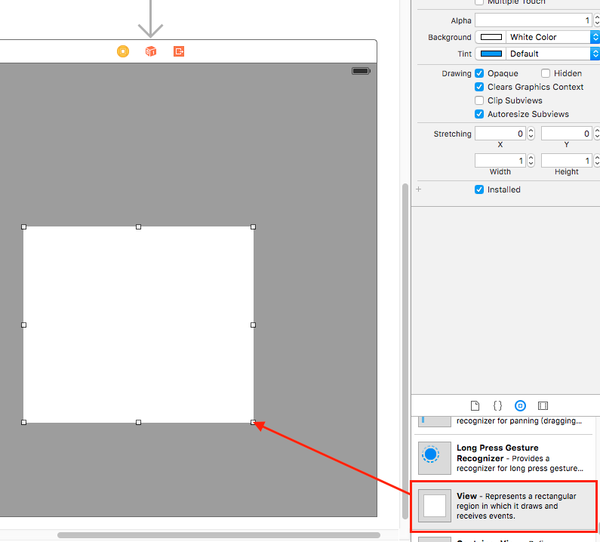 Multiple Touch
Alpha 1
Background White Color
Tint Default
Drawing Opaque Hidden
Clears Graphics Context
Clip Subviews
Autoresize Subviews
Stretching 0 0
X Y
1 1
Width Height
+ Installed
{}
recognizer for panning (dragging...
Long Press Gesture
Recognizer - Provides a
recognizer for long press gesture...
View - Represents a rectangular
region in which it draws and
receives events.